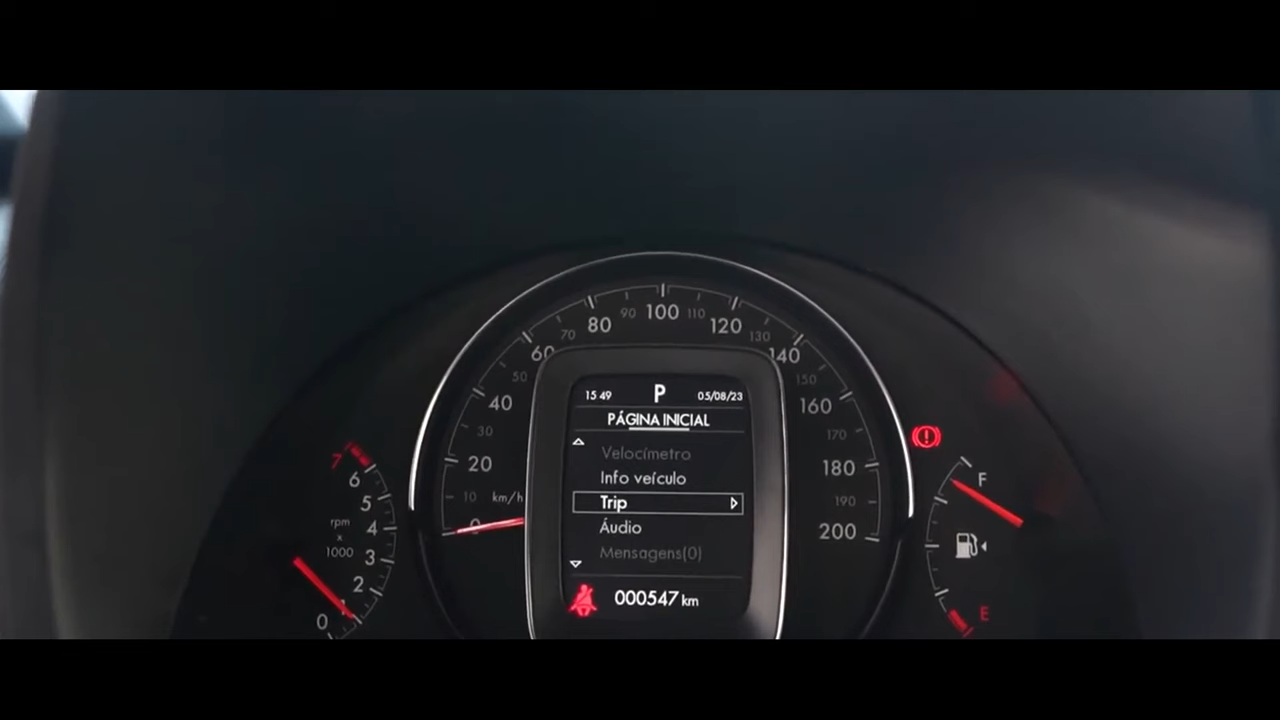 90 100 110
80 120
70 130
60 140
50 150
40 160
30 170
20 180
10 km/h 190
0 200
15 49 P 05/08/23
PÁGINA INICIAL
Velocímetro
Info veículo
Trip
Áudio
Mensagens(0)
000547 km
7
6
5
4
3
2
1
0
rpm
x
1000
F
E